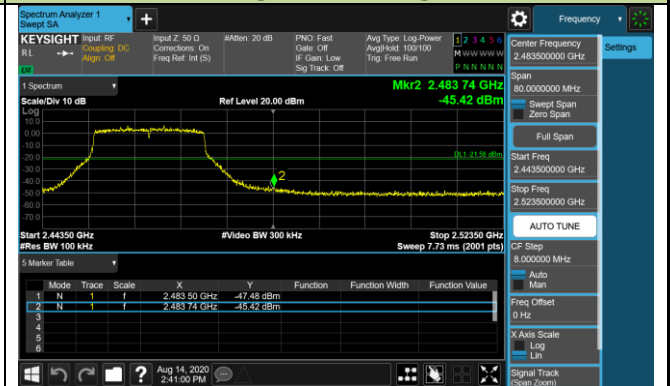 Spectrum Analyzer 1
Swept SA
+
Frequency
KEYSIGHT
RL
Input: RF
Coupling: DC
Align: Off
Input Z: 50 Ω
Corrections: On
Freq Ref: Int (S)
#Atten: 20 dB
PNO: Fast
Gate: Off
IF Gain: Low
Sig Track: Off
Avg Type: Log-Power
Avg|Hold: 100/100
Trig: Free Run
1 2 3 4 5 6
M W W W W W
P N N N N N
1 Spectrum
Scale/Div 10 dB
Ref Level 20.00 dBm
Mkr2 2.483 74 GHz
-45.42 dBm
Log
10.0
0.00
-10.0
-20.0
-30.0
-40.0
-50.0
-60.0
-70.0
DL1 -21.58 dBm
2
Start 2.44350 GHz
#Res BW 100 kHz
#Video BW 300 kHz
Stop 2.52350 GHz
Sweep 7.73 ms (2001 pts)
5 Marker Table
Mode Trace Scale X Y Function Function Width Function Value
1 N 1 f 2.483 50 GHz -47.48 dBm
2 N 1 f 2.483 74 GHz -45.42 dBm
3
4
5
6
Aug 14, 2020
2:41:00 PM
?
Center Frequency
2.483500000 GHz
Span
80.0000000 MHz
Swept Span
Zero Span
Full Span
Start Freq
2.443500000 GHz
Stop Freq
2.523500000 GHz
AUTO TUNE
CF Step
8.000000 MHz
Auto
Man
Freq Offset
0 Hz
X Axis Scale
Log
Lin
Signal Track
(Span Zoom)
Settings